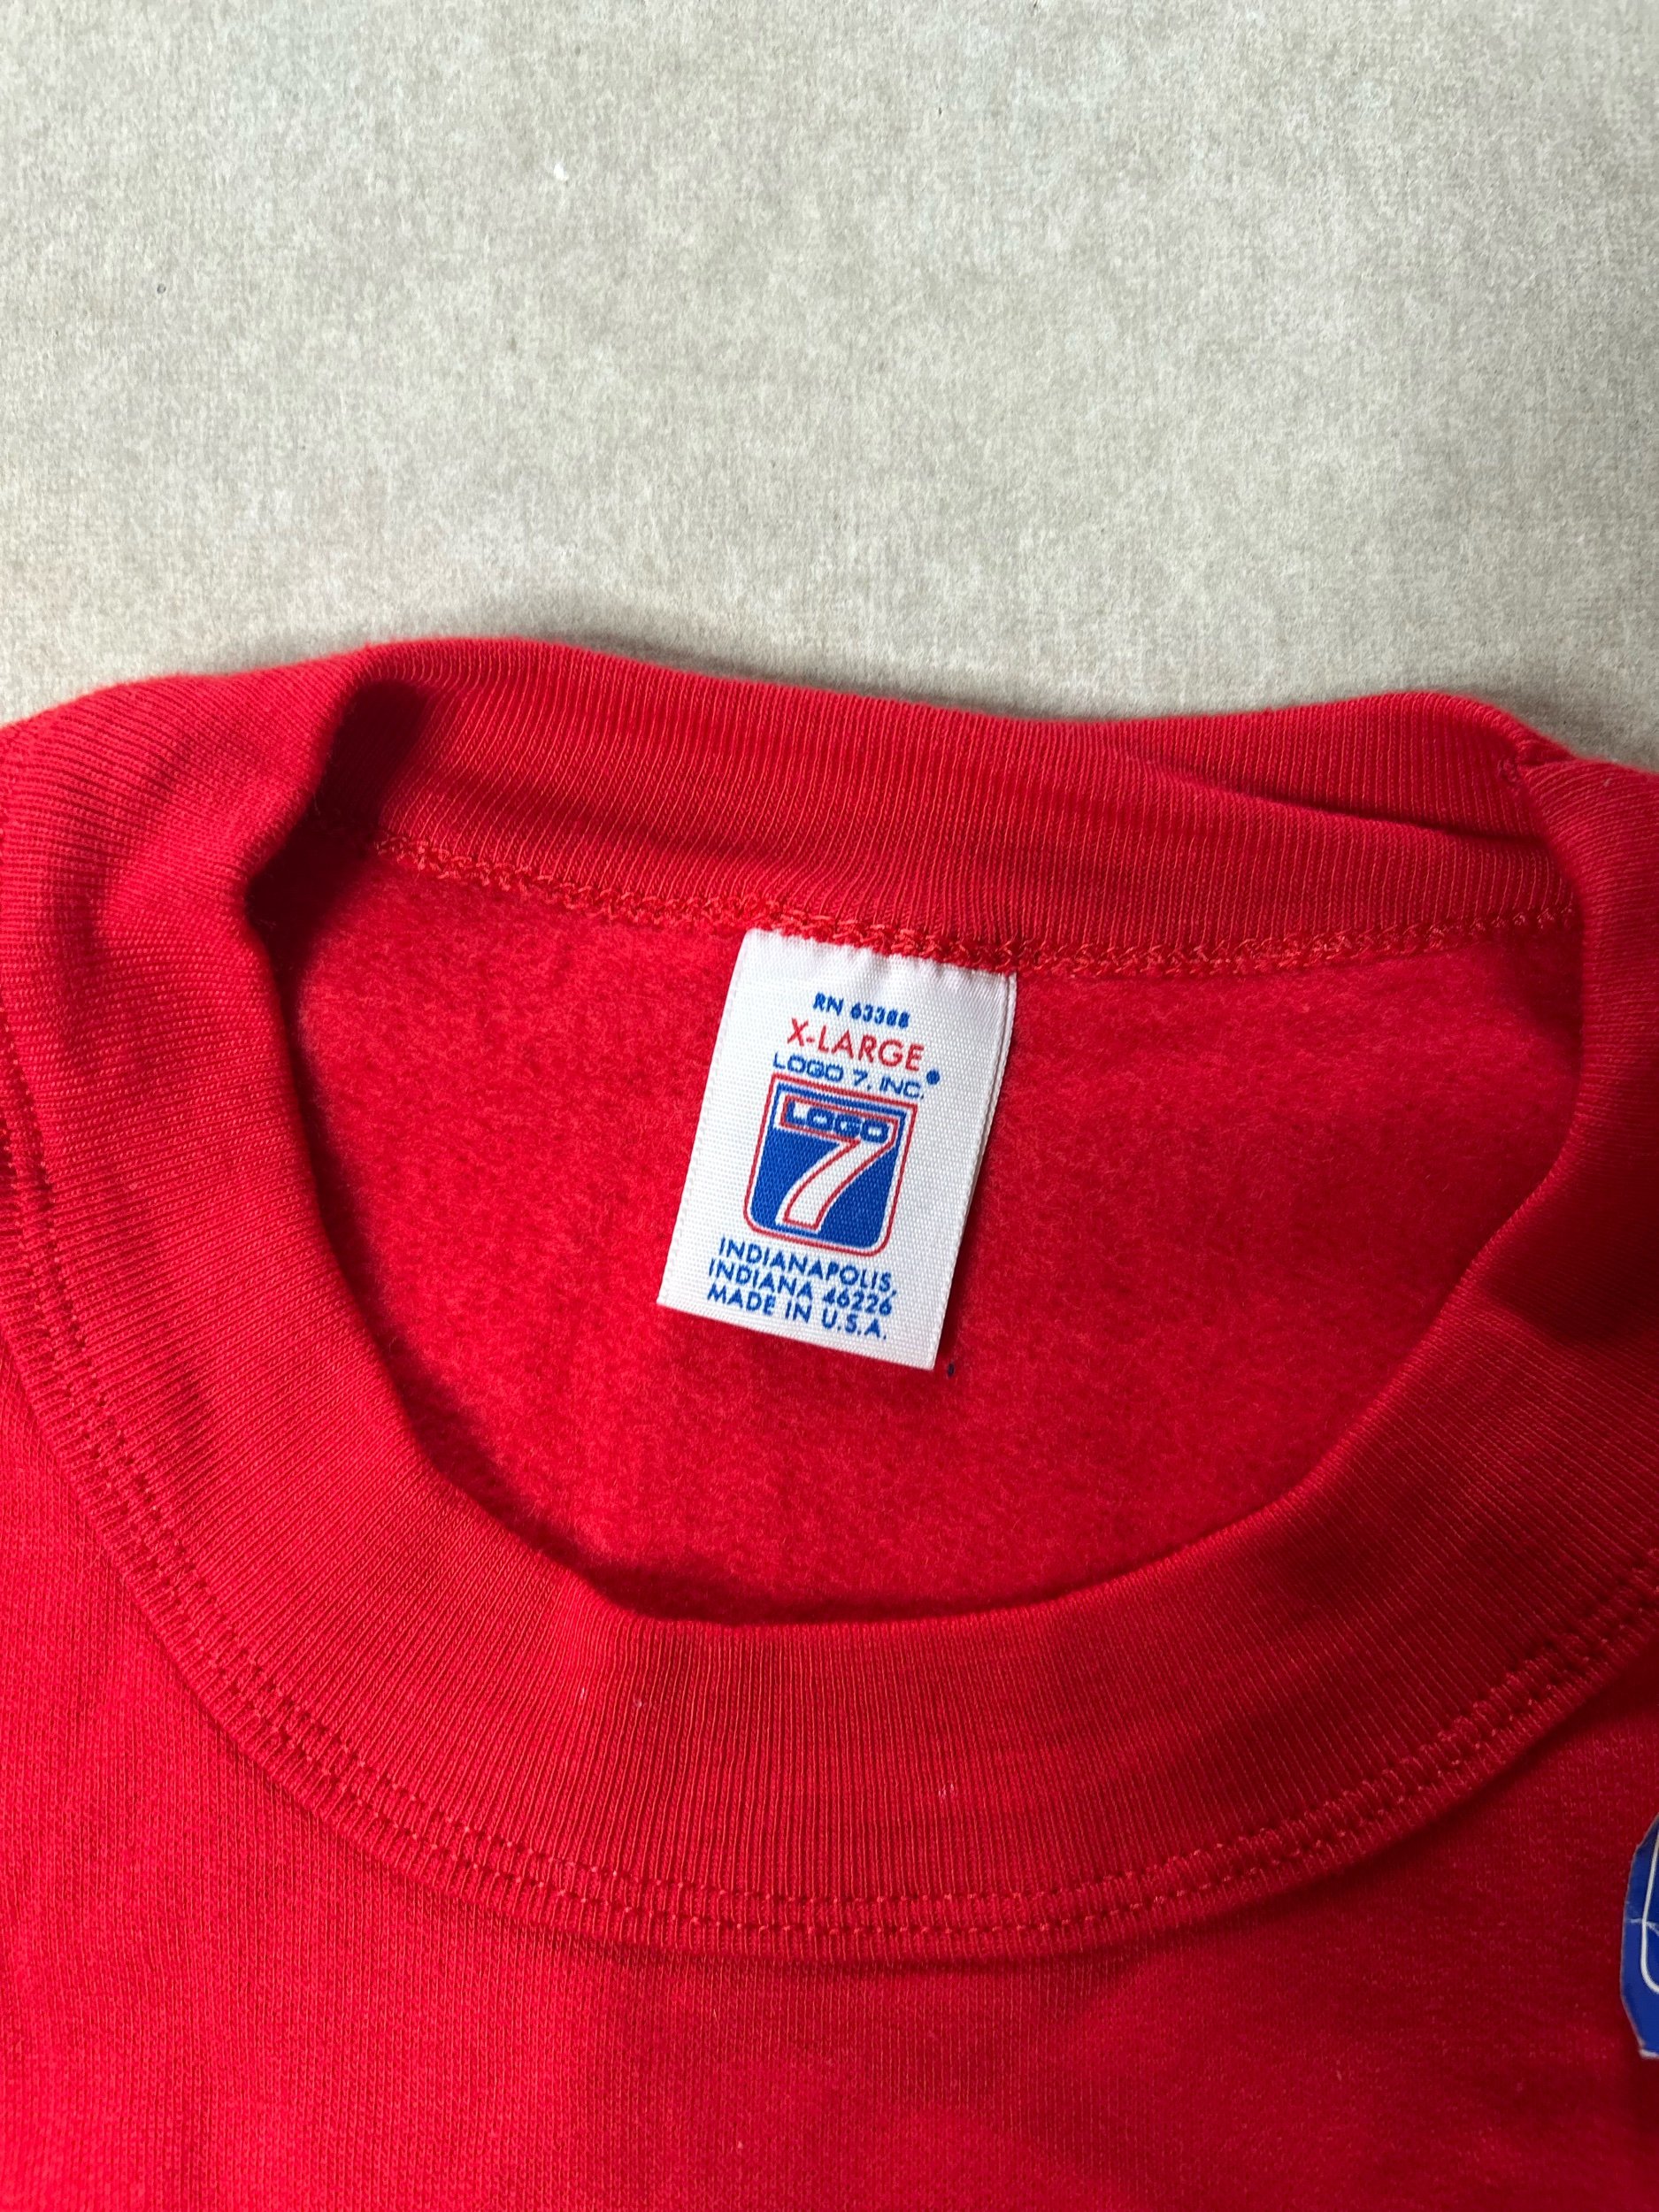 RN 63388
X-LARGE
LOGO 7, INC.®
LOGO
7
INDIANAPOLIS,
INDIANA 46226
MADE IN U.S.A.